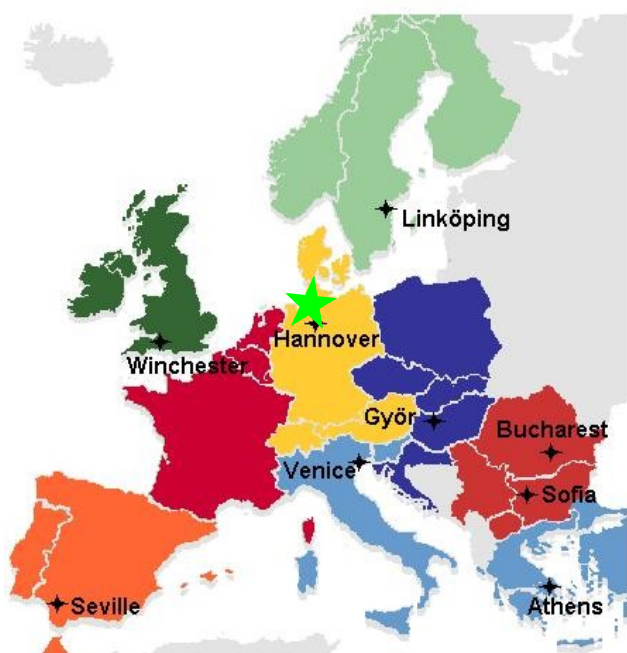 Linköping
Hannover
Winchester
Györ
Bucharest
Venice
Sofia
Seville
Athens